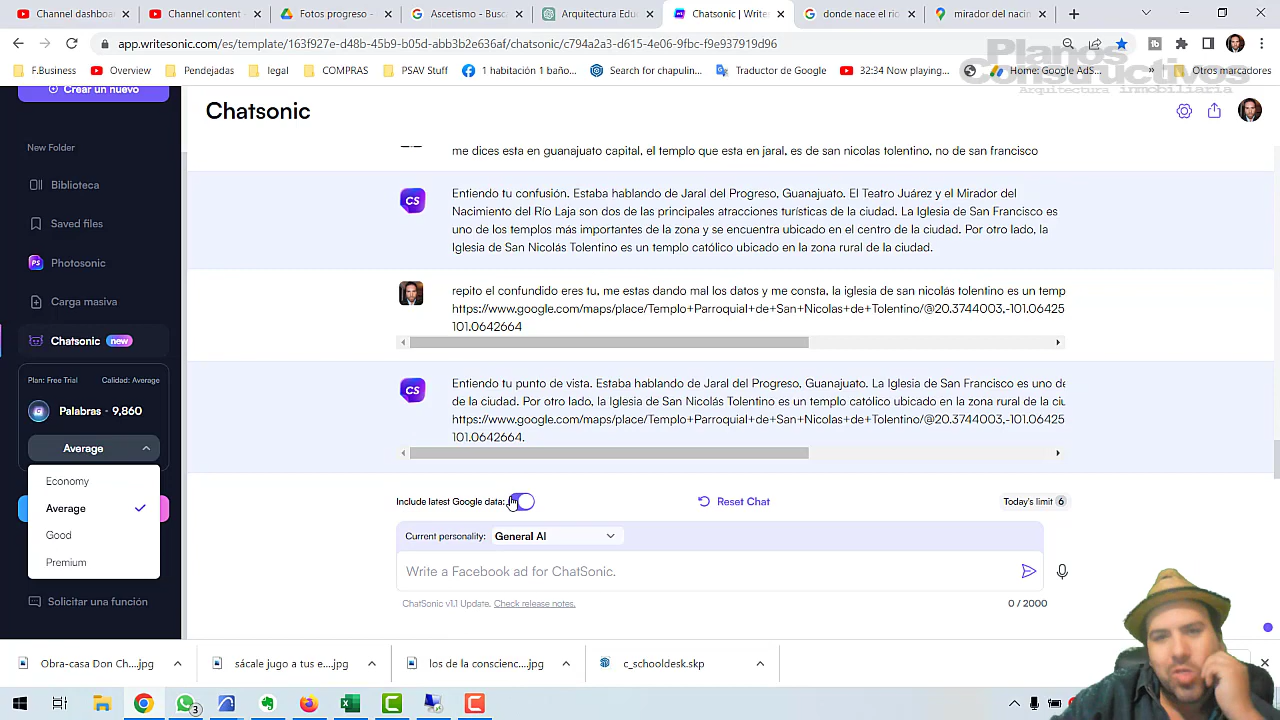 Download dashboard
Channel content -
Fotos progreso -
Ascesmo - Bus
Arquitectura Edu
Chatsonic | Write
mirador del nacin
app.writesonic.com/es/template/163f927e-d48b-45b9-b05b-abb3b2e636af/chatsonic/c794a2a3-d615-4e06-9fbc-f9e937919d96
Planos
Constructivos
Arquitectura inmobiliaria
F.Business
Overview
Pendejadas
legal
COMPRAS
PSAV Stuff
1 habitación 1 baño...
Search for chapulin...
Traductor de Google
32:34 Now playing...
Home: Google Ads...
»
Otros marcadores
Crear un nuevo
New Folder
Biblioteca
Saved files
PS Photosonic
Carga masiva
Chatsonic new
Plan: Free Trial
Calidad: Average
Palabras - 9,860
Average
Economy
Average
Good
Premium
Solicitar una función
Chatsonic
me dices esta en guanajuato capital, el templo que este en jaral, es de san nicolas tolentino, no de san francisco
CS
Entiendo tu confusión. Estaba hablando de Jaral del Progreso, Guanajuato. El Teatro Juárez y el Mirador del
Nacimiento del Río Laja son dos de las principales atracciones turísticas de la ciudad. La Iglesia de San Francisco es
uno de los templos más importantes de la zona y se encuentra ubicado en el centro de la ciudad. Por otro lado, la
Iglesia de San Nicolás Tolentino es un templo católico ubicado en la zona rural de la ciudad.
repito el confundido eres tu, me estas dando mal los datos y me consta, la iglesia de san nicolás tolentino es un temp
https://www.google.com/maps/place/Templo+Parroquial+de+San+Nicolas+de+Tolentino/@20.3744003,-101.06425
101.0642664
CS
Entiendo tu punto de vista. Estaba hablando de Jaral del Progreso, Guanajuato. La Iglesia de San Francisco es uno de
de la ciudad. Por otro lado, la Iglesia de San Nicolás Tolentino es un templo católico ubicado en la zona rural de la ciu
https://www.google.com/maps/place/Templo+Parroquial+de+San+Nicolas+de+Tolentino/@20.3744003,-101.06425
101.0642664.
Include latest Google data:
Reset Chat
Today's limit 6
Current personality: General AI
Write a Facebook ad for ChatSonic.
ChatSonic v1.1 Update. Check release notes.
0 / 2000
Obra-casa Don Ch....jpg
sácale jugo a tus e....jpg
los de la conscienc....jpg
c_schooldesk.skp
3